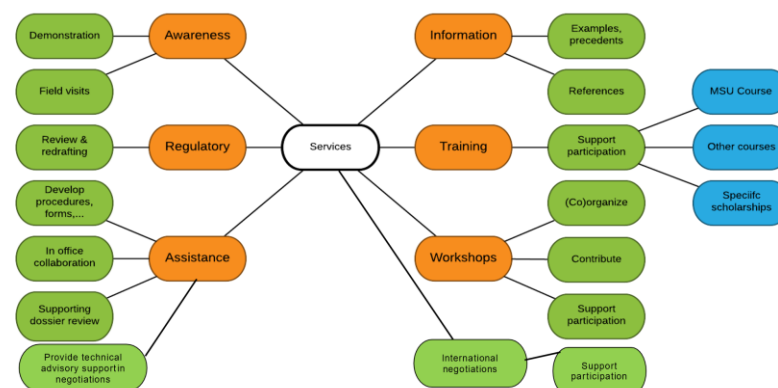 Demonstration
Awareness
Field visits
Review &
redrafting
Regulatory
Develop
procedures,
forms,...
In office
collaboration
Assistance
Supporting
dossier review
Provide technical
advisory supportin
negotiations
Services
Information
Examples,
precedents
References
Training
Support
participation
MSU Course
Other courses
Speciifc
scholarships
Workshops
(Co)organize
Contribute
Support
participation
International
negotiations
Support
participation